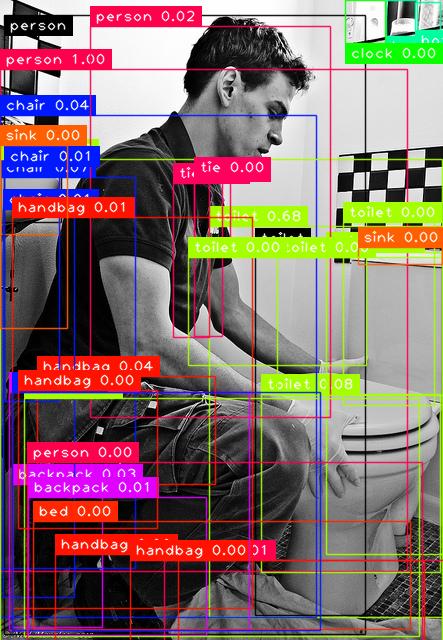 person 0.02
person
clock 0.00
person 1.00
chair 0.04
sink 0.00
chair 0.01
tie 0.00
handbag 0.01
toilet 0.68
toilet 0.00
sink 0.00
toilet 0.00
handbag 0.04
handbag 0.00
toilet 0.08
person 0.00
backpack 0.03
backpack 0.01
bed 0.00
handbag
handbag 0.00